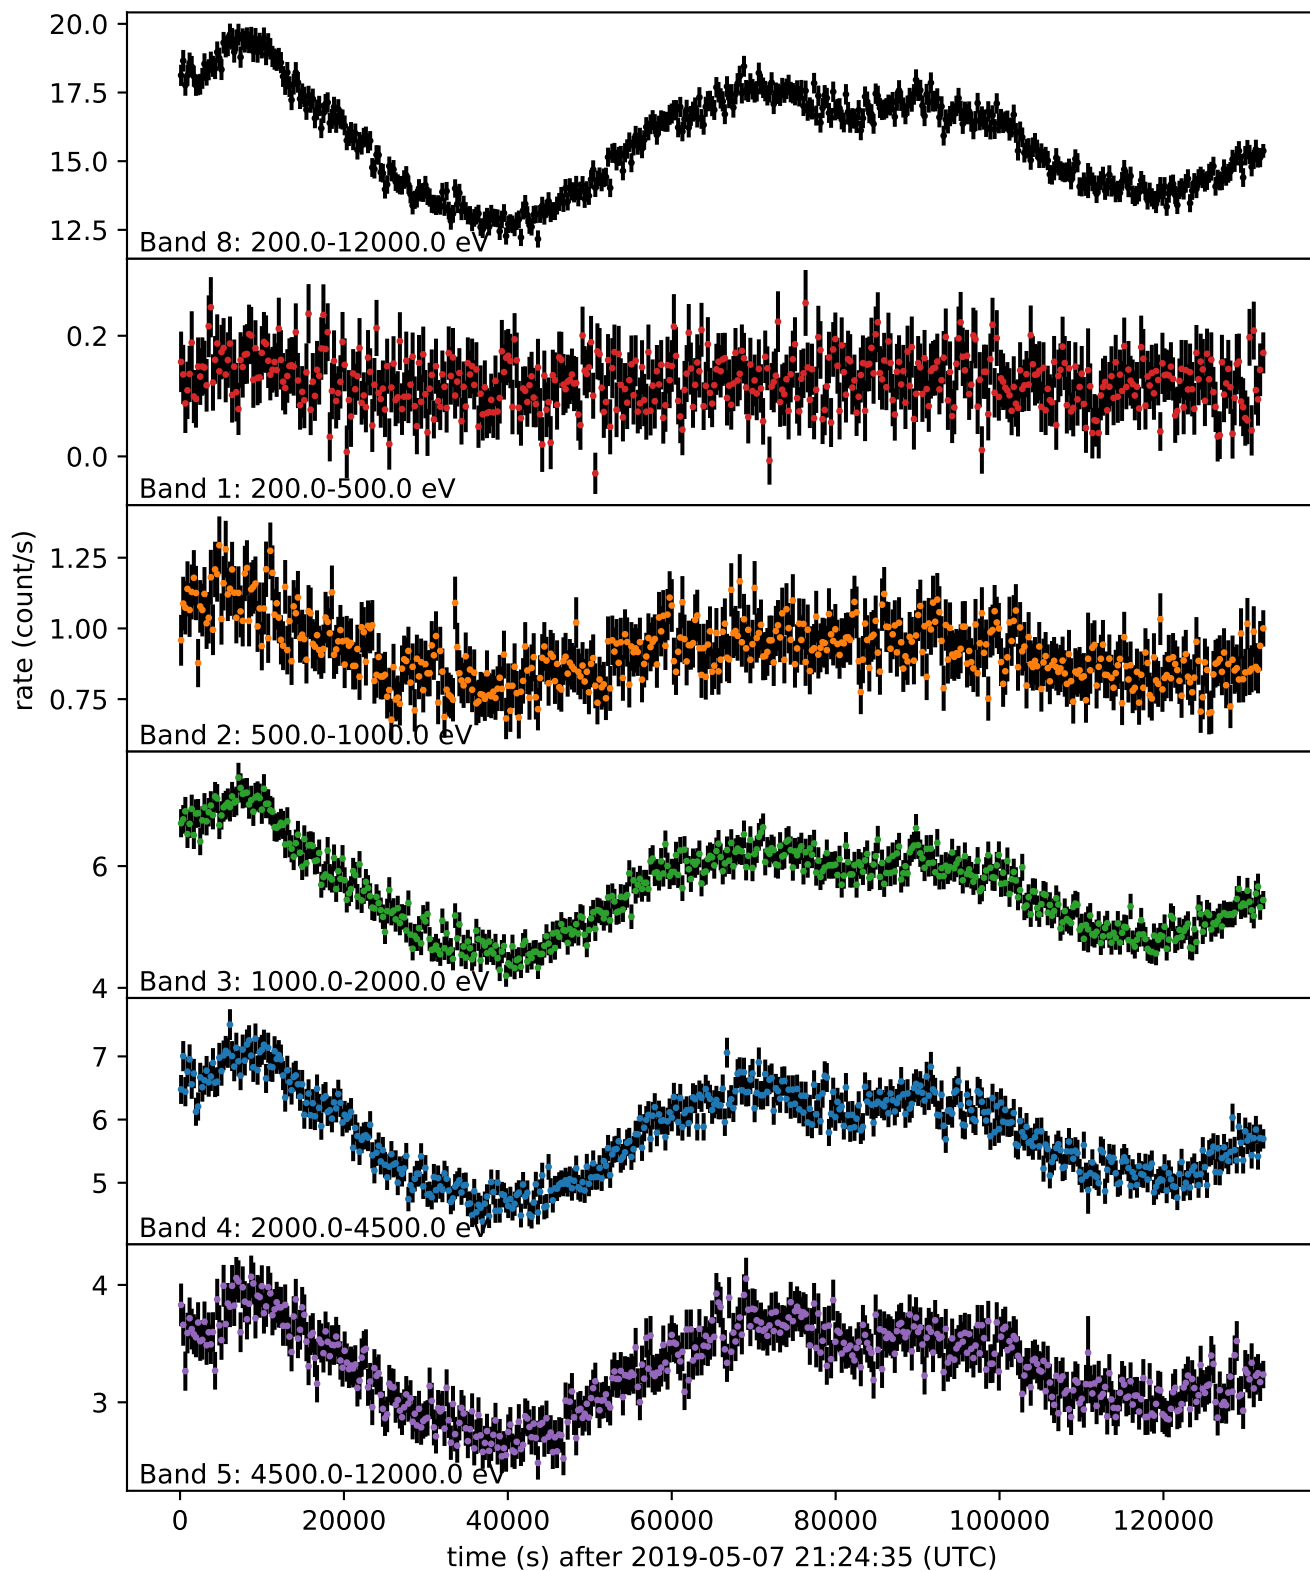 20.0
17.5
15.0
12.5
Band 8: 200.0-12000.0 eV
0.2
0.0
Band 1: 200.0-500.0 eV
rate (count/s)
1.25
1.00
0.75
Band 2: 500.0-1000.0 eV
6
4
Band 3: 1000.0-2000.0 eV
7
6
5
Band 4: 2000.0-4500.0 eV
4
3
Band 5: 4500.0-12000.0 eV
0 20000 40000 60000 80000 100000 120000
time (s) after 2019-05-07 21:24:35 (UTC)